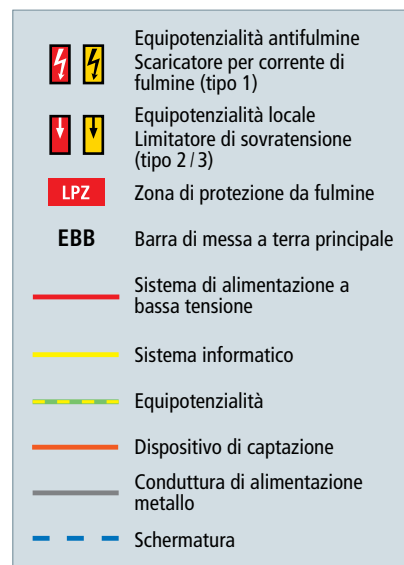 Equipotenzialità antifulmine
Scaricatore per corrente di
fulmine (tipo 1)
Equipotenzialità locale
Limitatore di sovratensione
(tipo 2 / 3)
LPZ Zona di protezione da fulmine
EBB Barra di messa a terra principale
Sistema di alimentazione a
bassa tensione
Sistema informatico
Equipotenzialità
Dispositivo di captazione
Conduttura di alimentazione
metallo
Schermatura